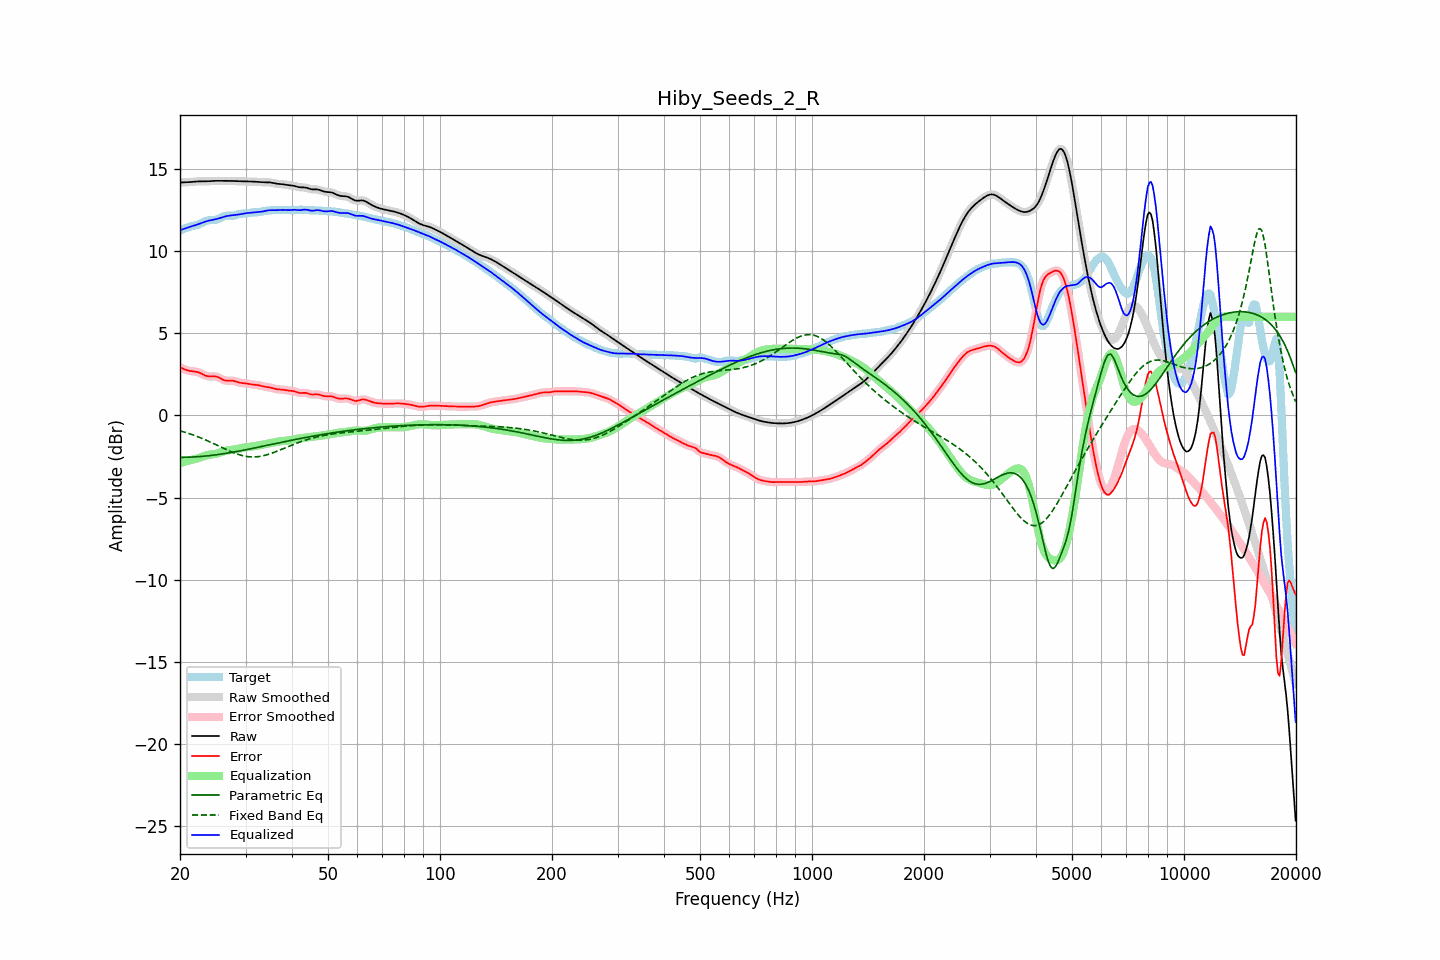 Hiby_Seeds_2_R
Amplitude (dBr)
15
10
5
0
−5
−10
−15
−20
−25
Target
Raw Smoothed
Error Smoothed
Raw
Error
Equalization
Parametric Eq
Fixed Band Eq
Equalized
20 50 100 200 500 1000 2000 5000 10000 20000
Frequency (Hz)